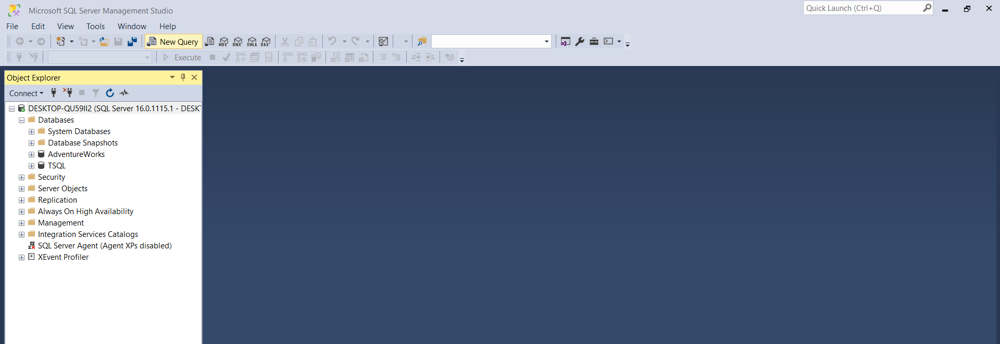 Microsoft SQL Server Management Studio
Quick Launch (Ctrl+Q)
File Edit View Tools Window Help
New Query MDX DMX XMLA DAX
Execute
Object Explorer
Connect
DESKTOP-QU59II2 (SQL Server 16.0.1115.1 - DESKT
Databases
System Databases
Database Snapshots
AdventureWorks
TSQL
Security
Server Objects
Replication
Always On High Availability
Management
Integration Services Catalogs
SQL Server Agent (Agent XPs disabled)
XEvent Profiler